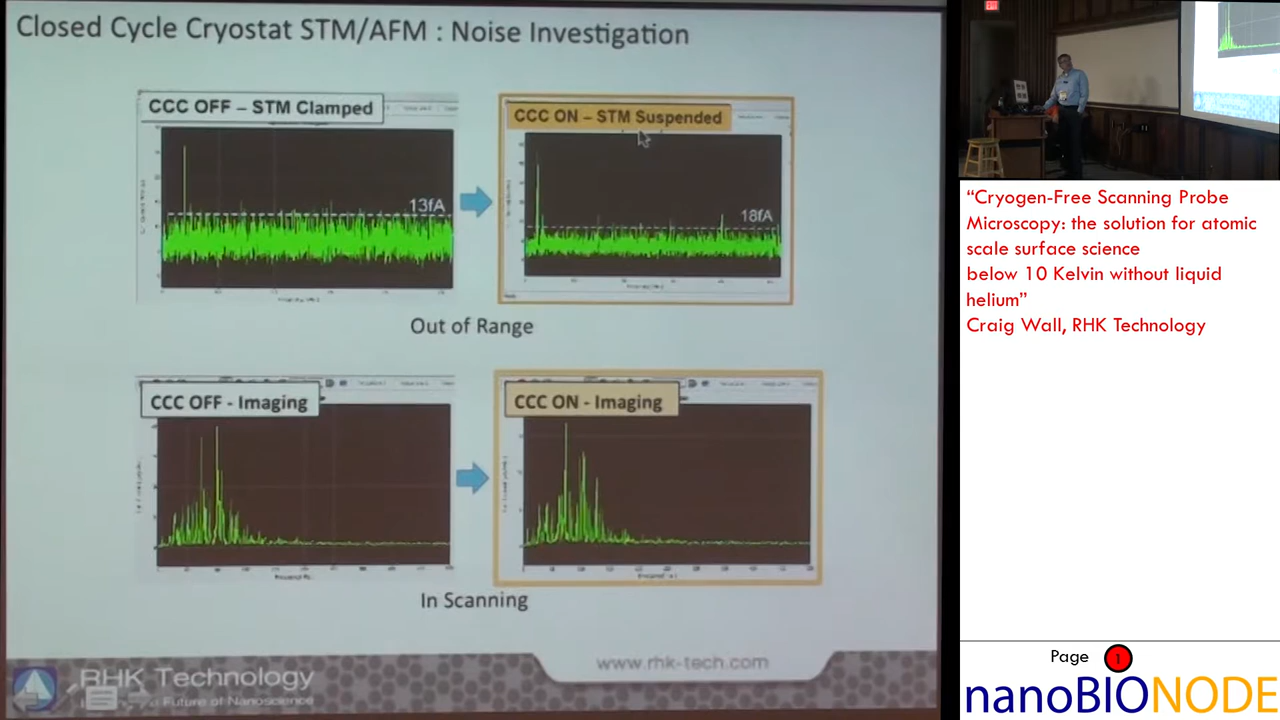 Closed Cycle Cryostat STM/AFM : Noise Investigation
CCC OFF – STM Clamped
13fA
CCC ON – STM Suspended
18fA
Out of Range
CCC OFF - Imaging
CCC ON - Imaging
In Scanning
RHK Technology
Future of Nanoscience
www.rhk-tech.com
“Cryogen-Free Scanning Probe
Microscopy: the solution for atomic
scale surface science
below 10 Kelvin without liquid
helium”
Craig Wall, RHK Technology
Page 1
nanoBIONODE